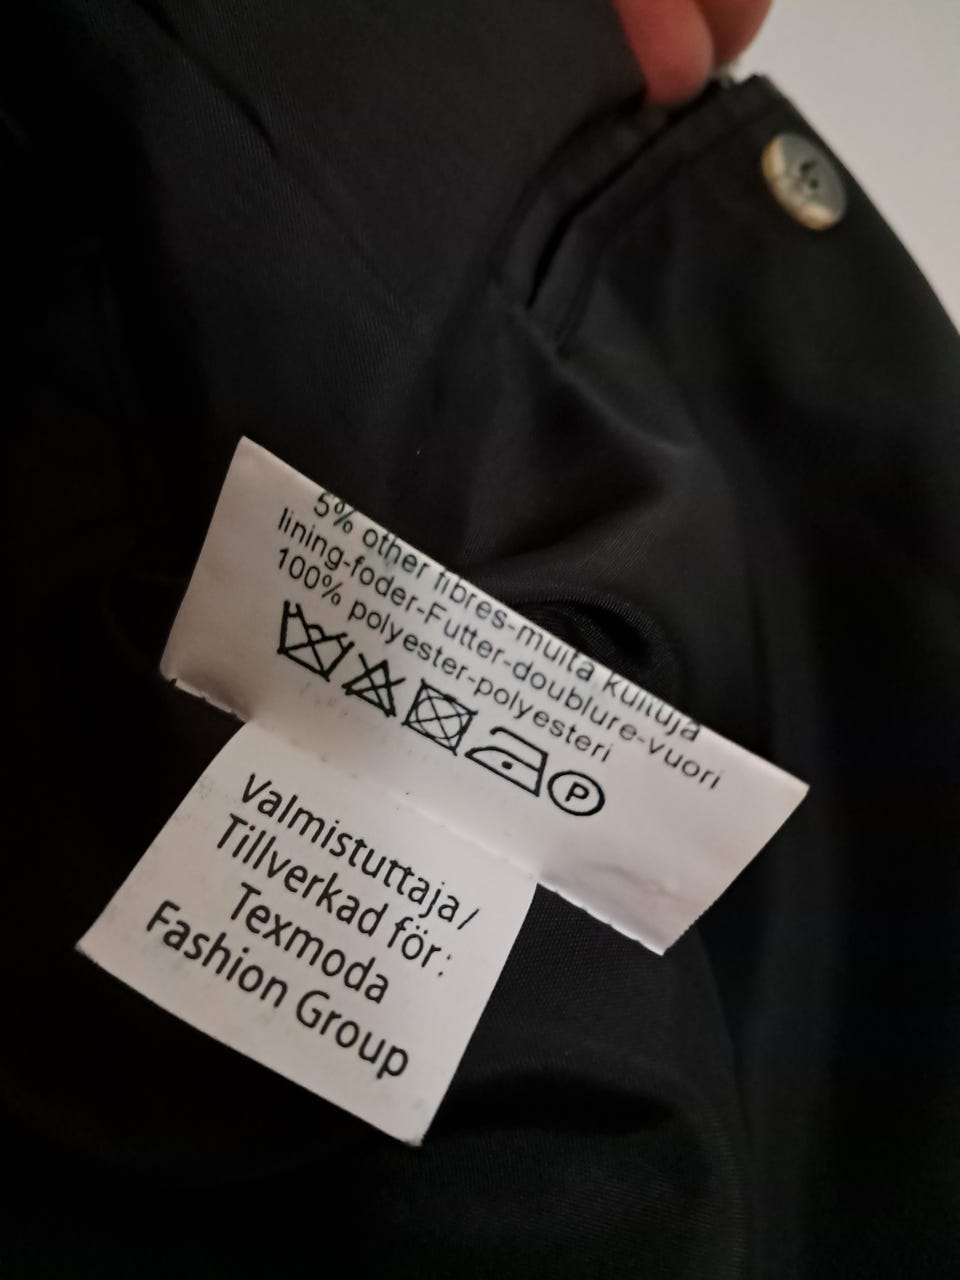 5% other fibres-muita kuituja
lining-foder-Futter-doublure-vuori
100% polyester-polyesteri
P
Valmistuttaja/
Tillverkad för:
Texmoda
Fashion Group